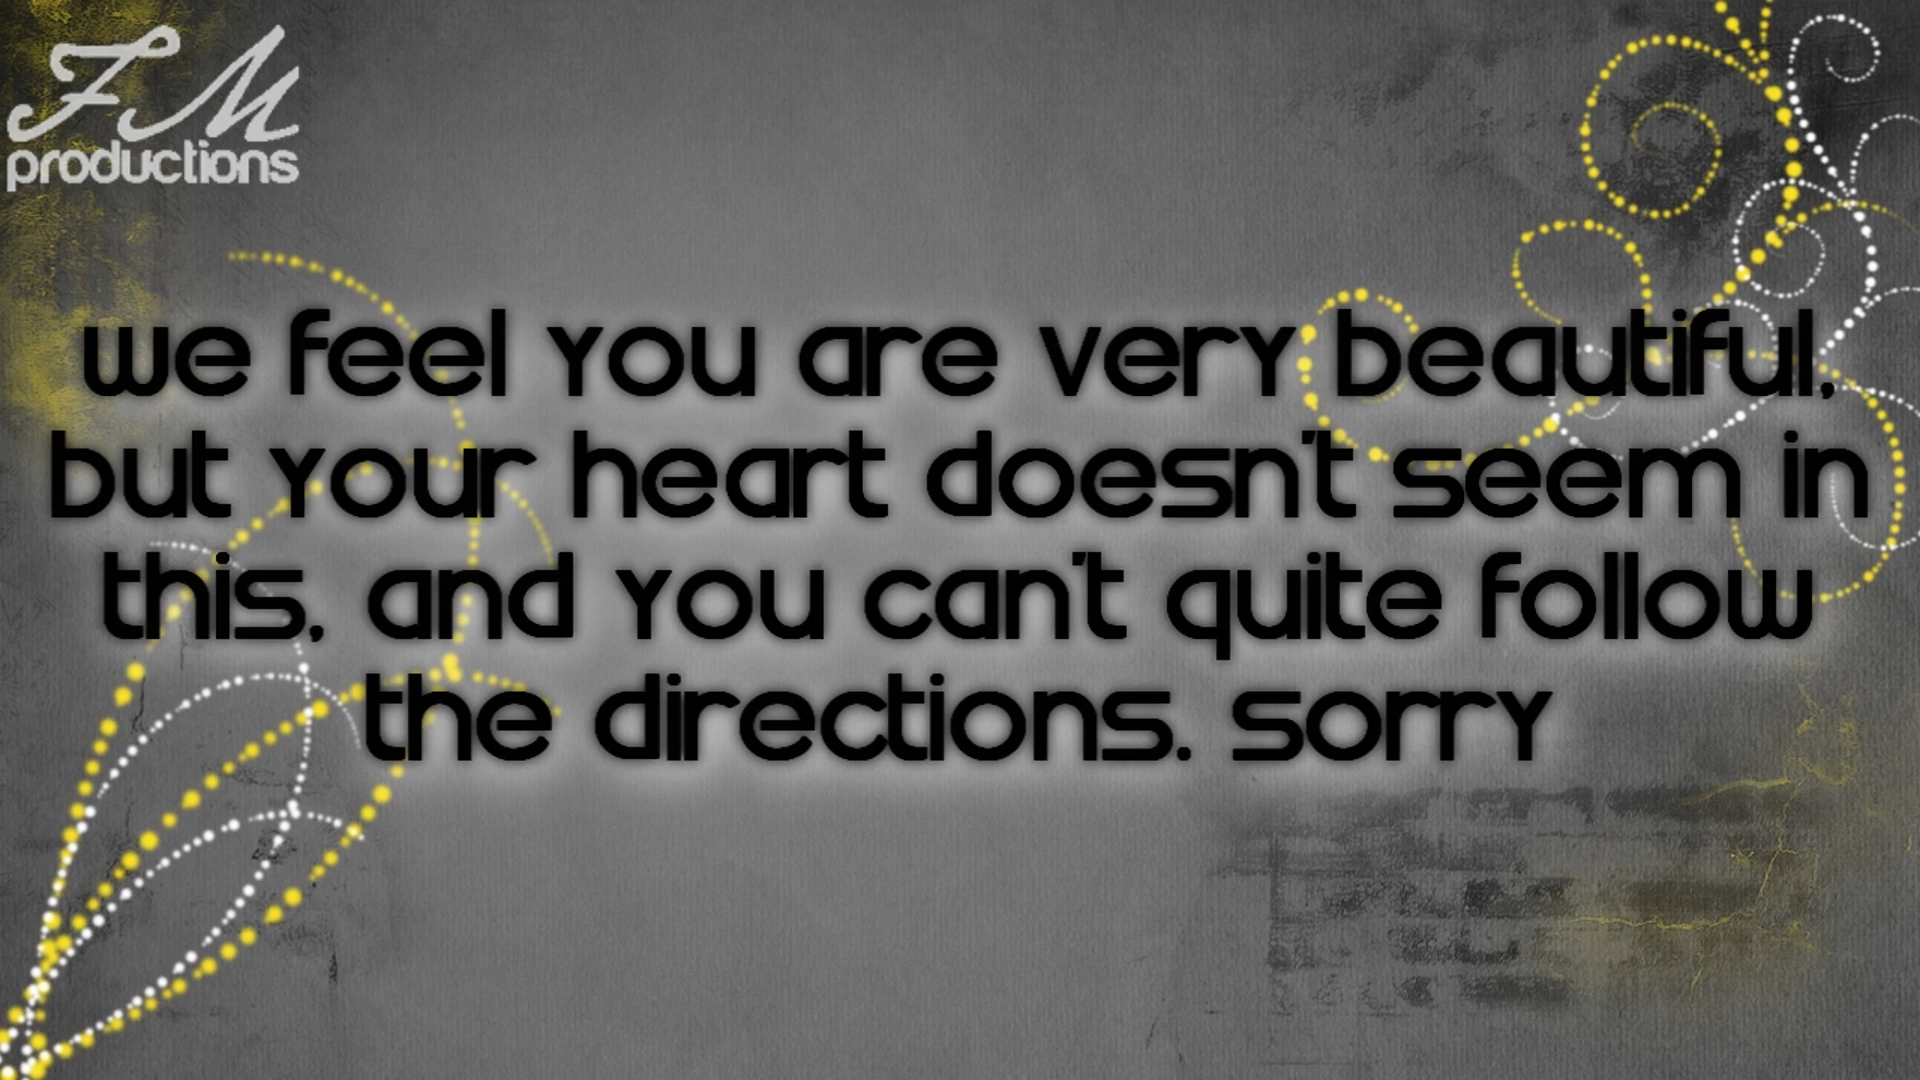 FM
productions
we feel you are very beautiful,
but your heart doesn't seem in
this, and you can't quite follow
the directions. sorry